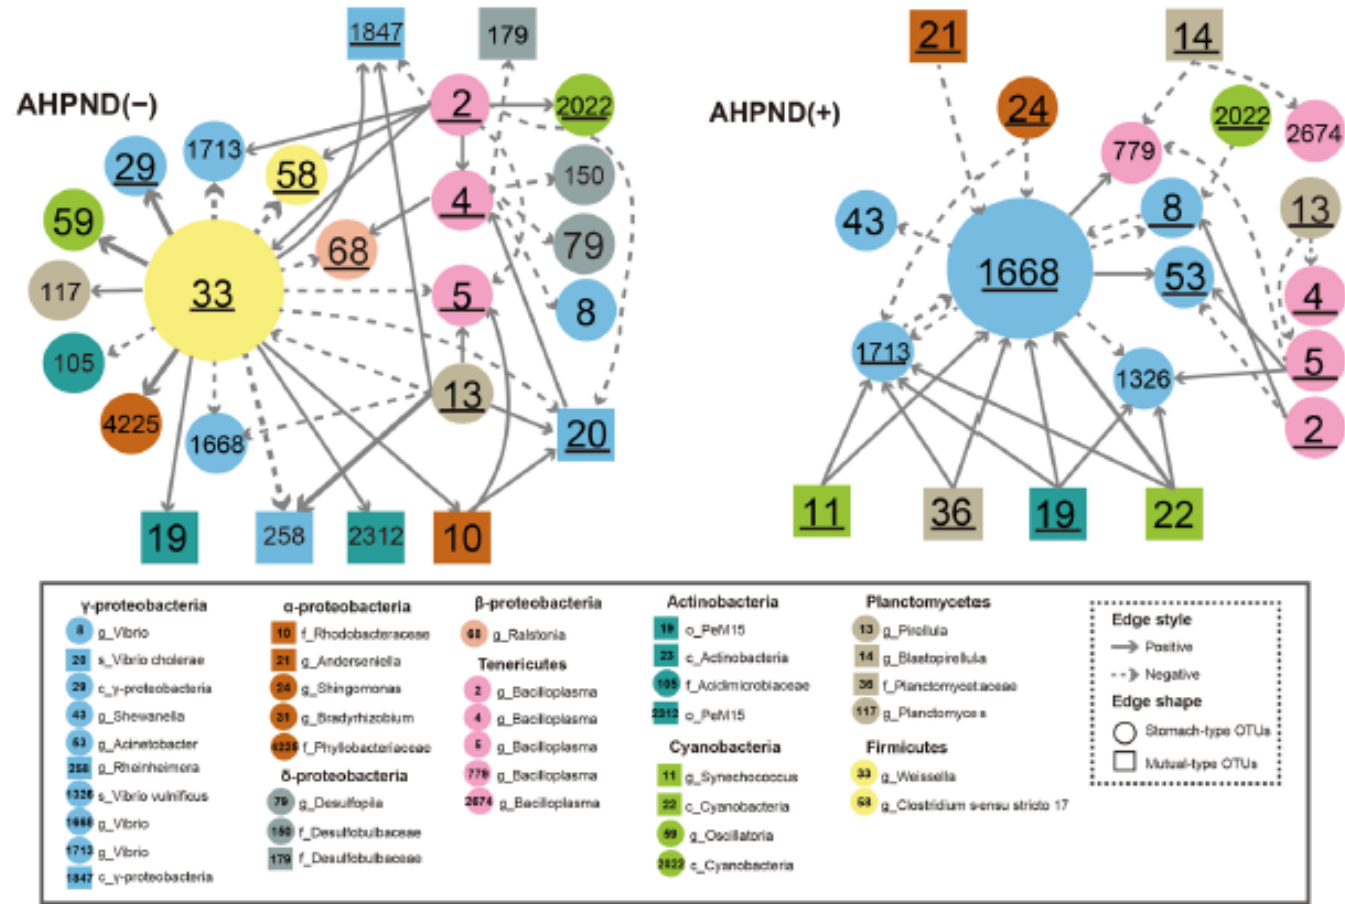 AHPND(−)
1847
179
2
2022
1713
29
58
4
150
59
68
79
33
117
5
8
105
13
4225
1668
20
19
258
2312
10
AHPND(+)
21
14
24
2022
2674
779
43
8
13
1668
53
4
1713
1326
5
2
11
36
19
22
γ-proteobacteria
8 g_Vibrio
20 s_Vibrio cholerae
29 c_γ-proteobacteria
43 g_Shewanella
53 g_Acinetobacter
258 g_Rheinheimera
1326 s_Vibrio vulnificus
1668 g_Vibrio
1713 g_Vibrio
1847 c_γ-proteobacteria
α-proteobacteria
10 f_Rhodobacteraceae
21 g_Anderseniella
24 g_Shingomonas
31 g_Bradyrhizobium
4225 f_Phyllobacteriaceae
δ-proteobacteria
79 g_Desulfopila
150 f_Desulfobulbaceae
179 f_Desulfobulbaceae
β-proteobacteria
68 g_Ralstonia
Tenericutes
2 g_Bacilloplasma
4 g_Bacilloplasma
5 g_Bacilloplasma
779 g_Bacilloplasma
2674 g_Bacilloplasma
Actinobacteria
19 o_PeM15
23 c_Actinobacteria
105 f_Acidimicrobiaceae
2312 o_PeM15
Cyanobacteria
11 g_Synechococcus
22 c_Cyanobacteria
59 g_Oscillatoria
2022 c_Cyanobacteria
Planctomycetes
13 g_Pirellula
14 g_Blastopirellula
36 f_Planctomycetaceae
117 g_Planctomyces
Firmicutes
33 g_Weissella
58 g_Clostridium sensu stricto 17
Edge style
Positive
Negative
Edge shape
Stomach-type OTUs
Mutual-type OTUs